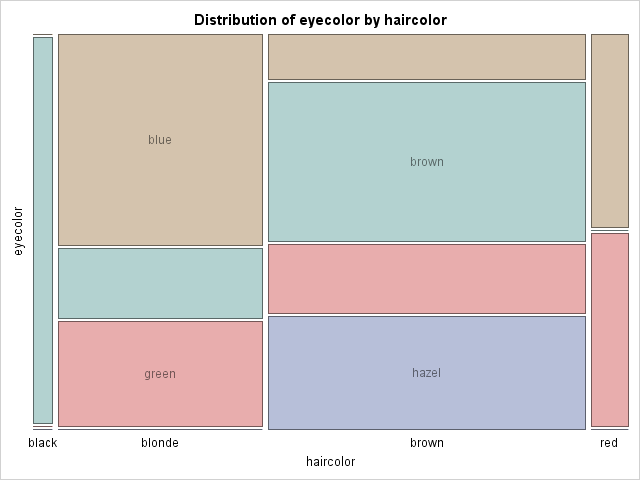 Distribution of eyecolor by haircolor
eyecolor
blue
brown
green
hazel
black
blonde
brown
red
haircolor